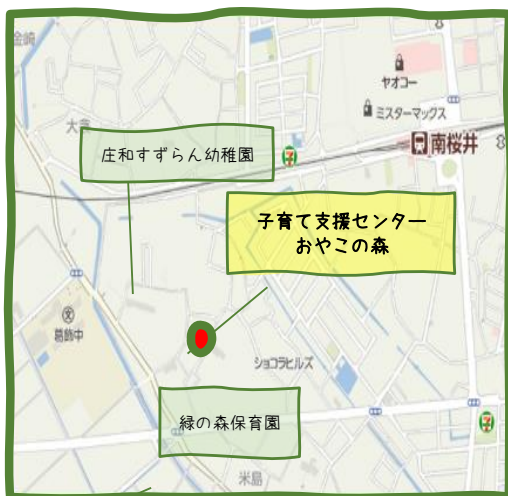 金崎
ヤオコー
ミスターマックス
大衾
南桜井
庄和すずらん幼稚園
子育て支援センター
おやこの森
文
葛飾中
ショコラヒルズ
緑の森保育園
米島